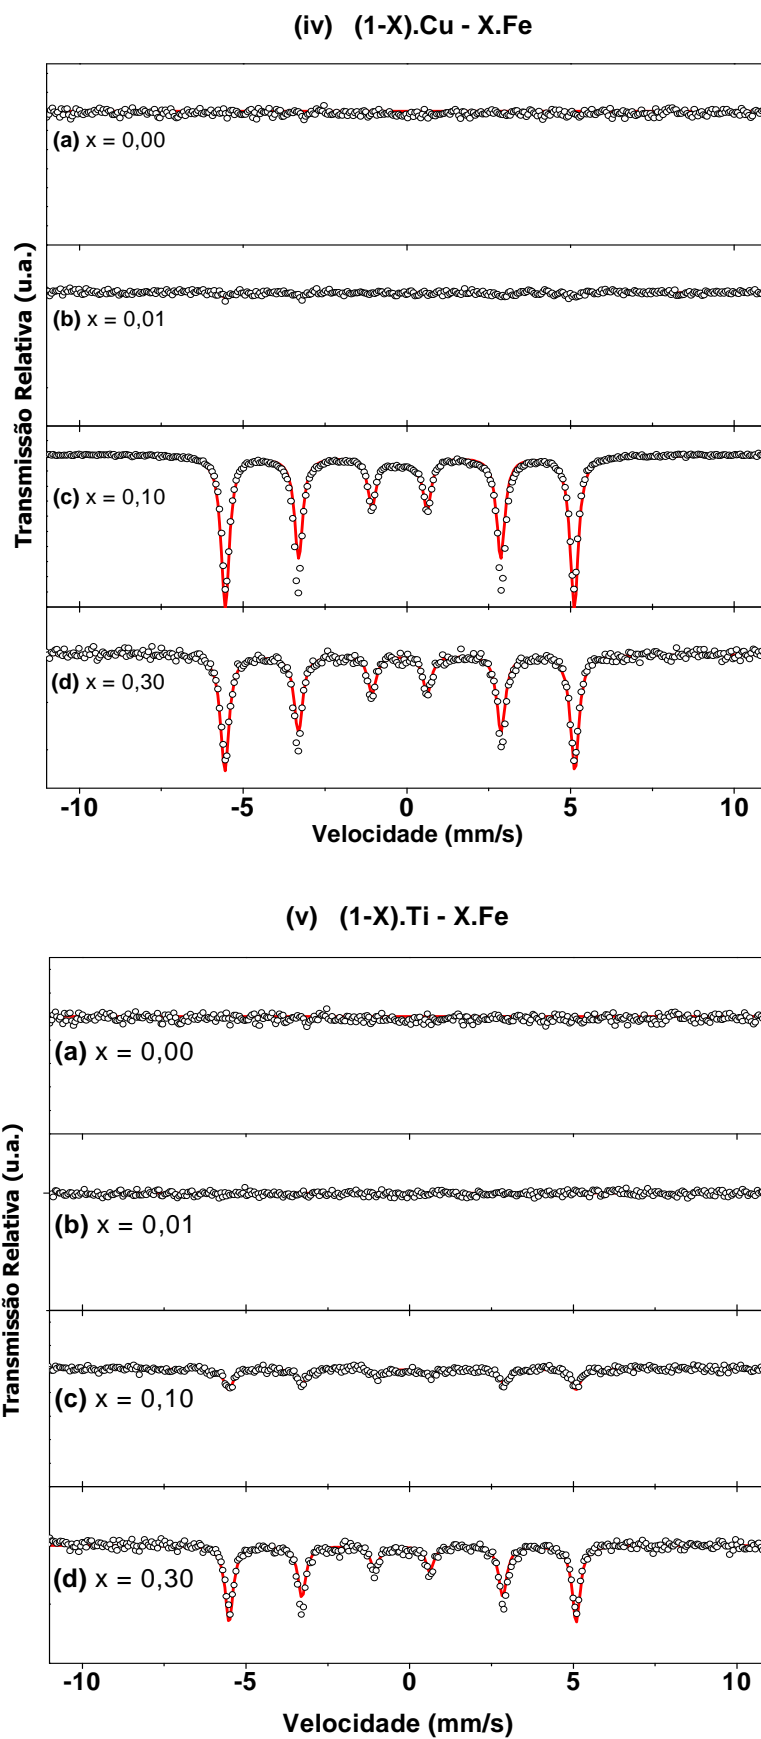 (iv) (1-X).Cu - X.Fe
Transmissão Relativa (u.a.)
(a) x = 0,00
(b) x = 0,01
(c) x = 0,10
(d) x = 0,30
-10 -5 0 5 10
Velocidade (mm/s)
(v) (1-X).Ti - X.Fe
Transmissão Relativa (u.a.)
(a) x = 0,00
(b) x = 0,01
(c) x = 0,10
(d) x = 0,30
-10 -5 0 5 10
Velocidade (mm/s)